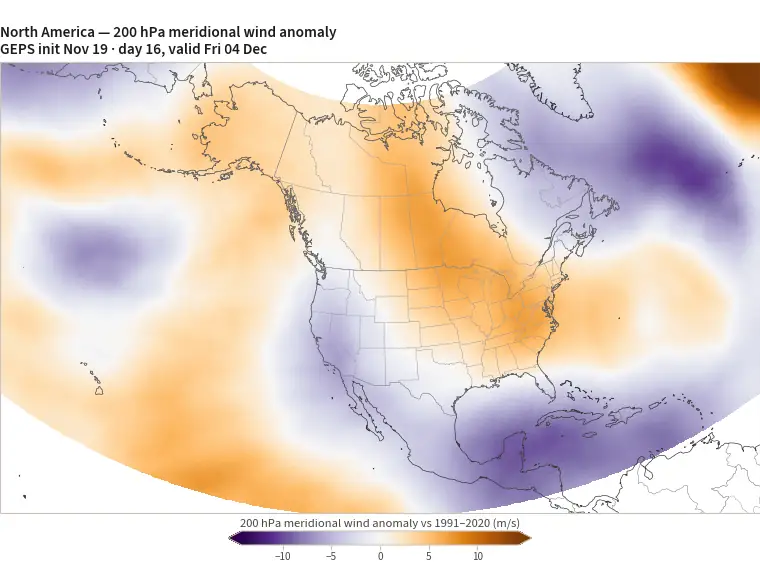 North America — 200 hPa meridional wind anomaly
GEPS init Nov 19 · day 16, valid Fri 04 Dec
200 hPa meridional wind anomaly vs 1991–2020 (m/s)
−10 −5 0 5 10